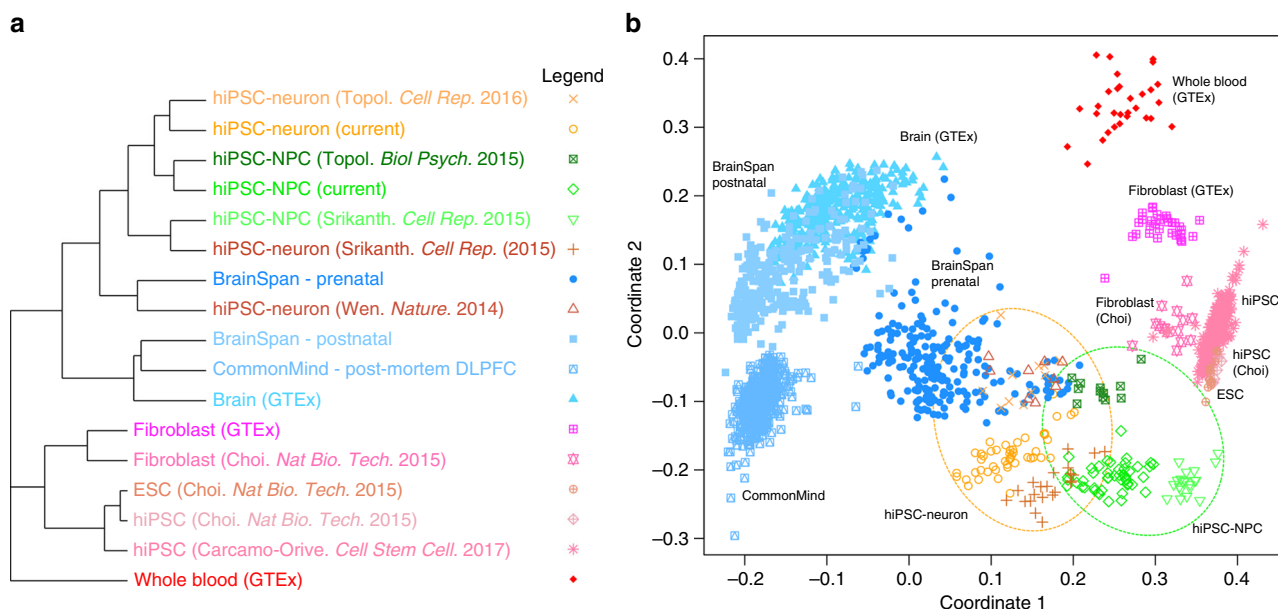 a
Legend
hiPSC-neuron (Topol. Cell Rep. 2016)
hiPSC-neuron (current)
hiPSC-NPC (Topol. Biol Psych. 2015)
hiPSC-NPC (current)
hiPSC-NPC (Srikanth. Cell Rep. 2015)
hiPSC-neuron (Srikanth. Cell Rep. (2015)
BrainSpan - prenatal
hiPSC-neuron (Wen. Nature. 2014)
BrainSpan - postnatal
CommonMind - post-mortem DLPFC
Brain (GTEx)
Fibroblast (GTEx)
Fibroblast (Choi. Nat Bio. Tech. 2015)
ESC (Choi. Nat Bio. Tech. 2015)
hiPSC (Choi. Nat Bio. Tech. 2015)
hiPSC (Carcamo-Orive. Cell Stem Cell. 2017)
Whole blood (GTEx)
b
Coordinate 2
0.4
0.3
0.2
0.1
0.0
−0.1
−0.2
−0.3
Whole blood
(GTEx)
Brain (GTEx)
BrainSpan
postnatal
Fibroblast (GTEx)
BrainSpan
prenatal
Fibroblast
(Choi)
hiPSC
hiPSC
(Choi)
ESC
CommonMind
hiPSC-neuron
hiPSC-NPC
−0.2
−0.1
0.0
0.1
0.2
0.3
0.4
Coordinate 1